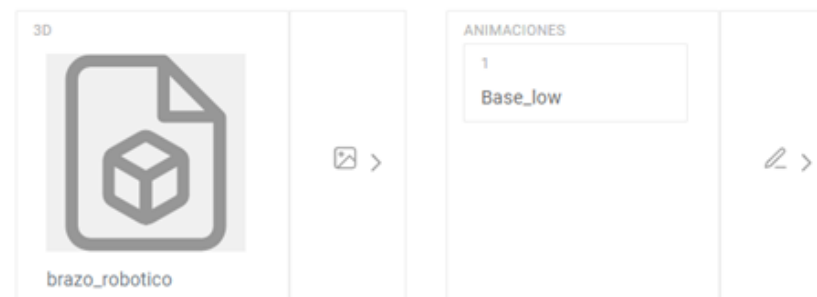 3D
brazo_robotico
ANIMACIONES
1
Base_low